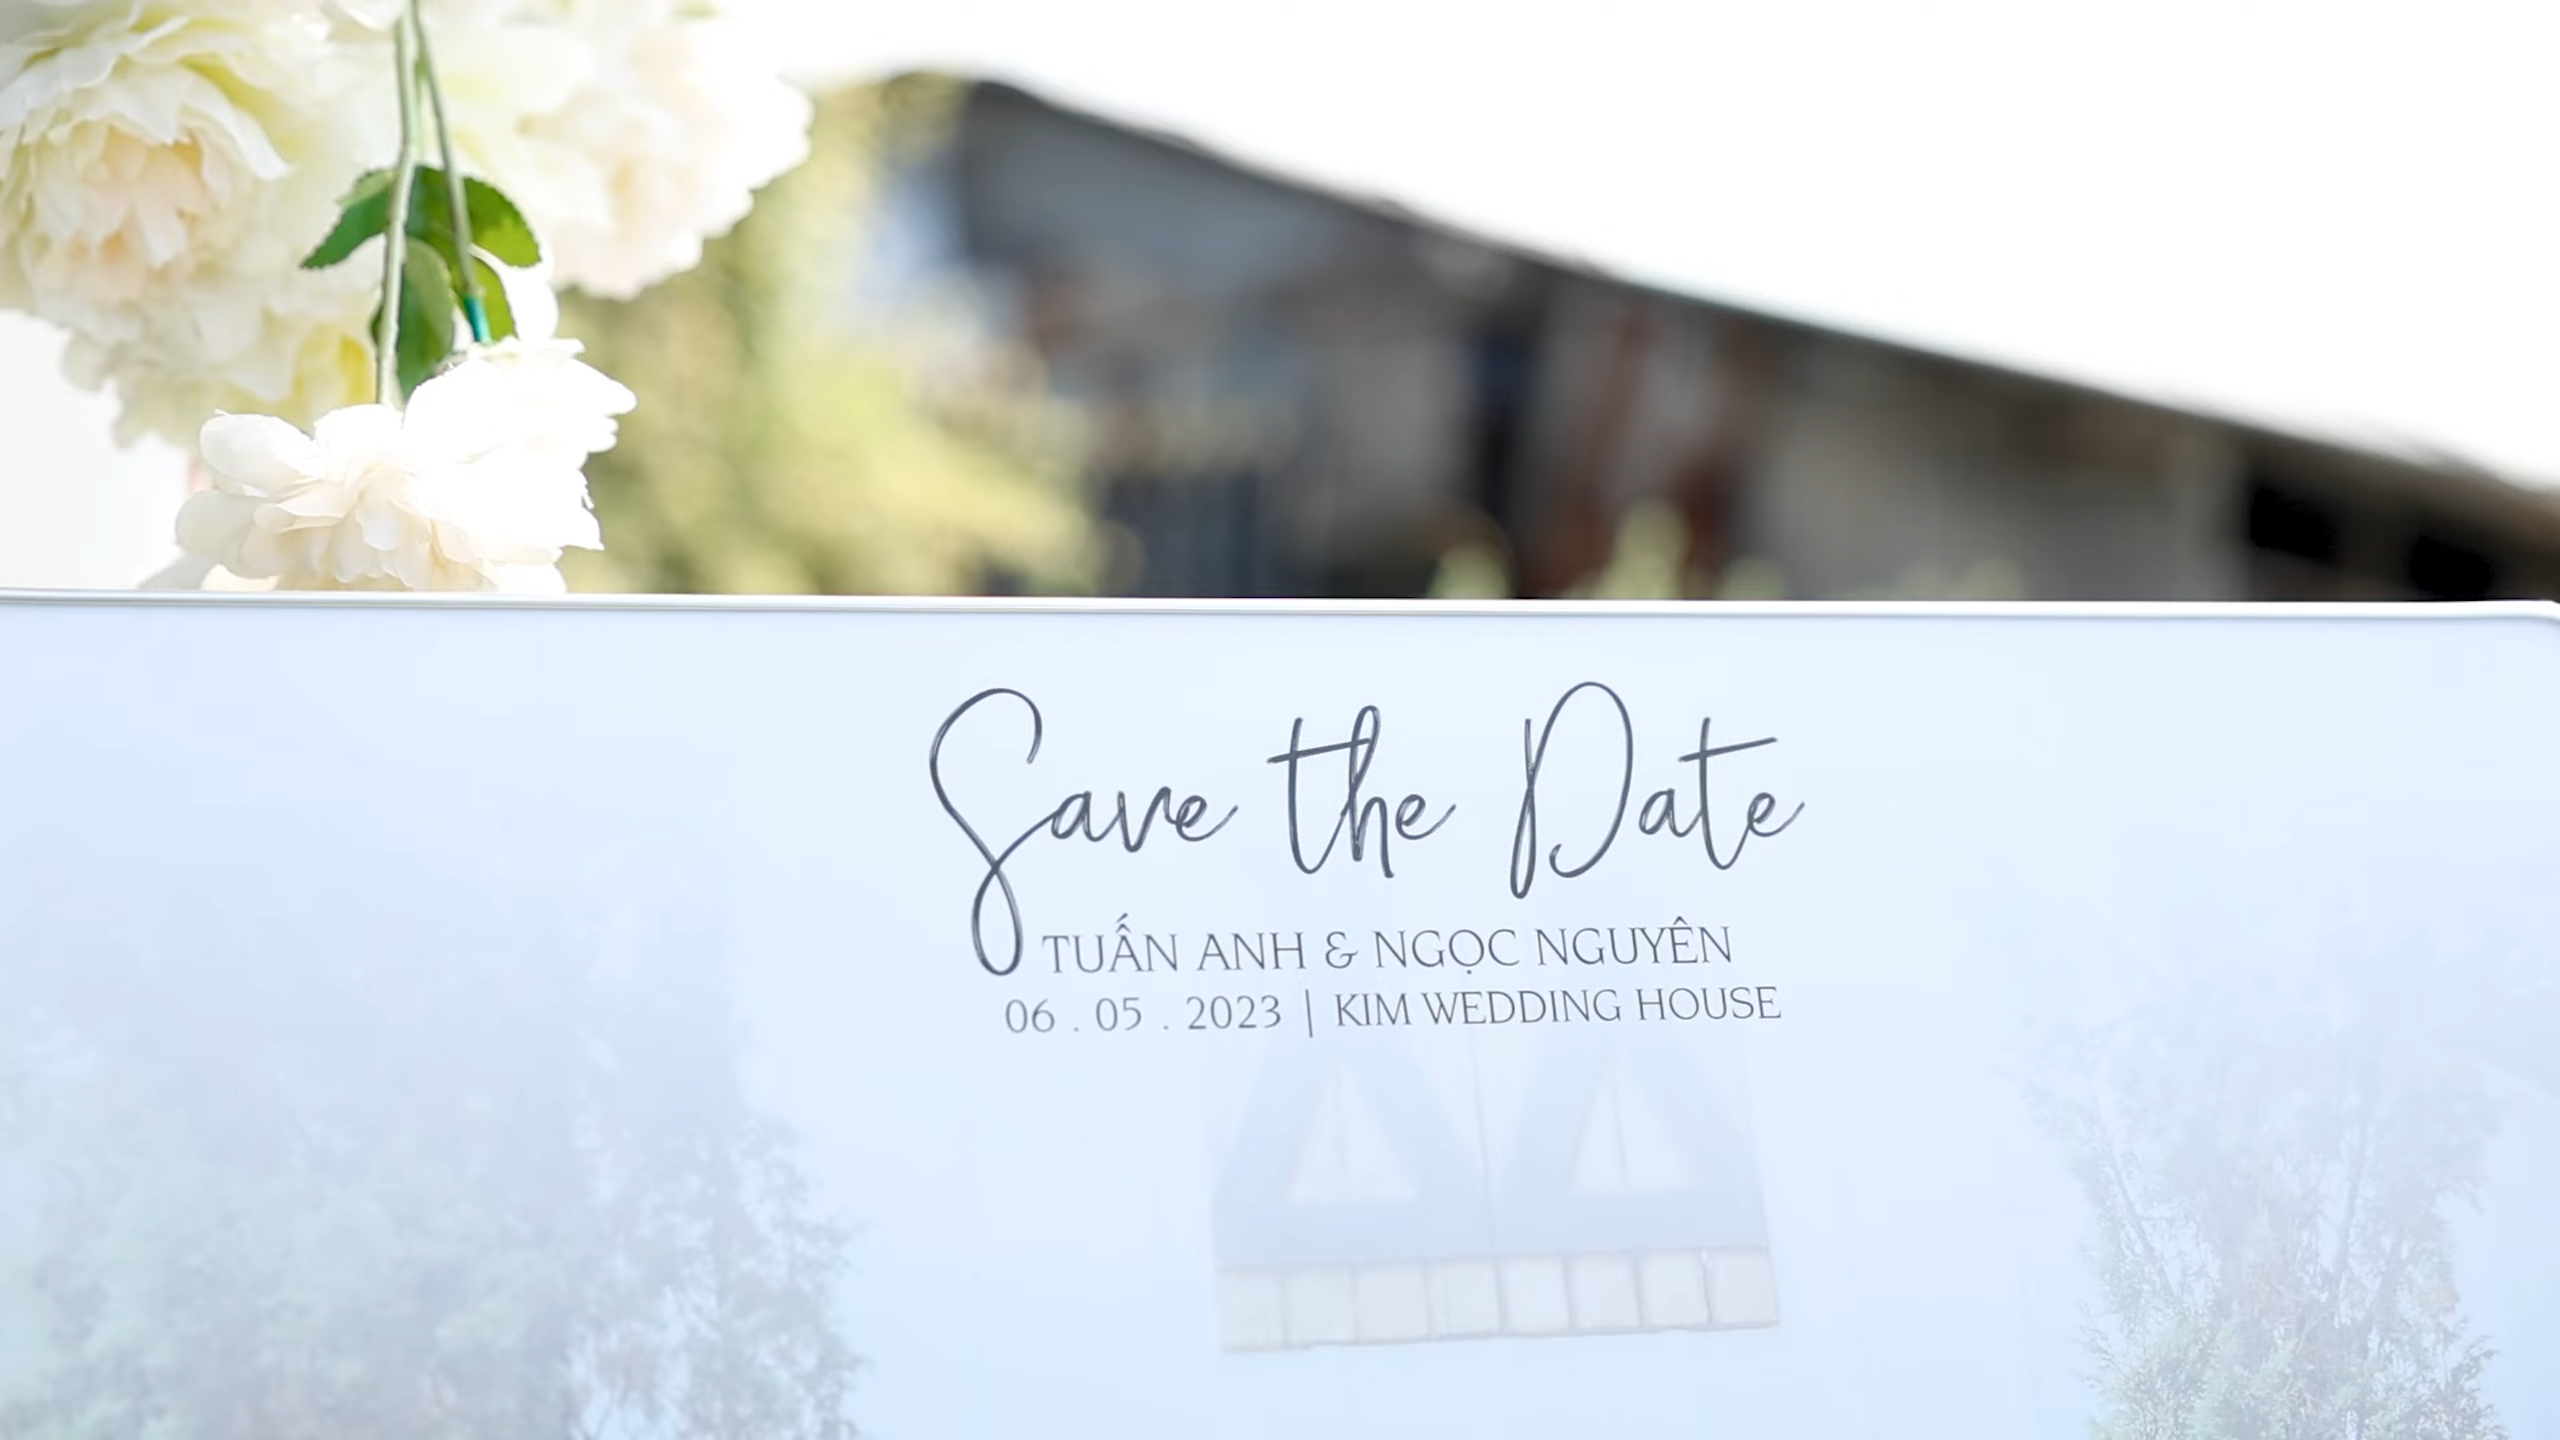 Save the Date
TUẤN ANH & NGỌC NGUYÊN
06 . 05 . 2023 | KIM WEDDING HOUSE